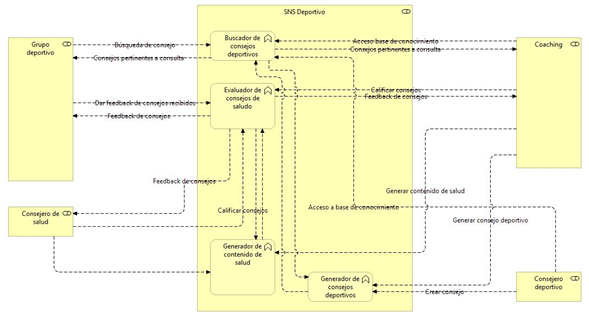 SNS Deportivo
Grupo
deportivo
Búsqueda de consejo
Consejos pertinentes a consulta
Buscador de
consejos
deportivos
Acceso base de conocimiento
Consejos pertinentes a consulta
Coaching
Dar feedback de consejos recibidos
Feedback de consejos
Evaluador de
consejos de
saludo
Calificar consejos
Feedback de consejos
Feedback de consejos
Generar contenido de salud
Consejero de
salud
Calificar consejos
Acceso a base de conocimiento
Generar consejo deportivo
Generador de
contenido de
salud
Generador de
consejos
deportivos
Crear consejo
Consejero
deportivo